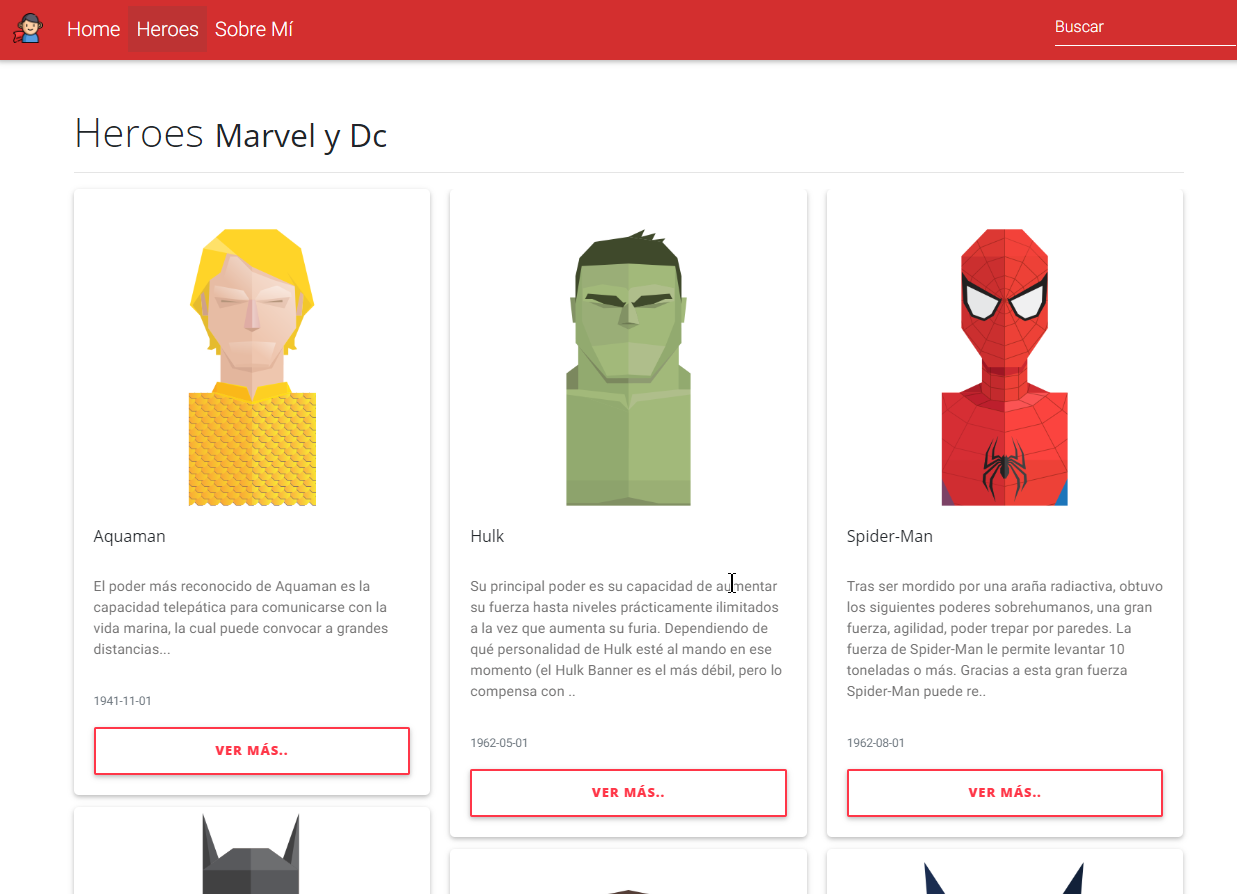 Home Heroes Sobre Mí
Buscar
Heroes Marvel y Dc
Aquaman
El poder más reconocido de Aquaman es la
capacidad telepática para comunicarse con la
vida marina, la cual puede convocar a grandes
distancias...
1941-11-01
VER MÁS..
Hulk
Su principal poder es su capacidad de aumentar
su fuerza hasta niveles prácticamente ilimitados
a la vez que aumenta su furia. Dependiendo de
qué personalidad de Hulk esté al mando en ese
momento (el Hulk Banner es el más débil, pero lo
compensa con ..
1962-05-01
VER MÁS..
Spider-Man
Tras ser mordido por una araña radiactiva, obtuvo
los siguientes poderes sobrehumanos, una gran
fuerza, agilidad, poder trepar por paredes. La
fuerza de Spider-Man le permite levantar 10
toneladas o más. Gracias a esta gran fuerza
Spider-Man puede re..
1962-08-01
VER MÁS..